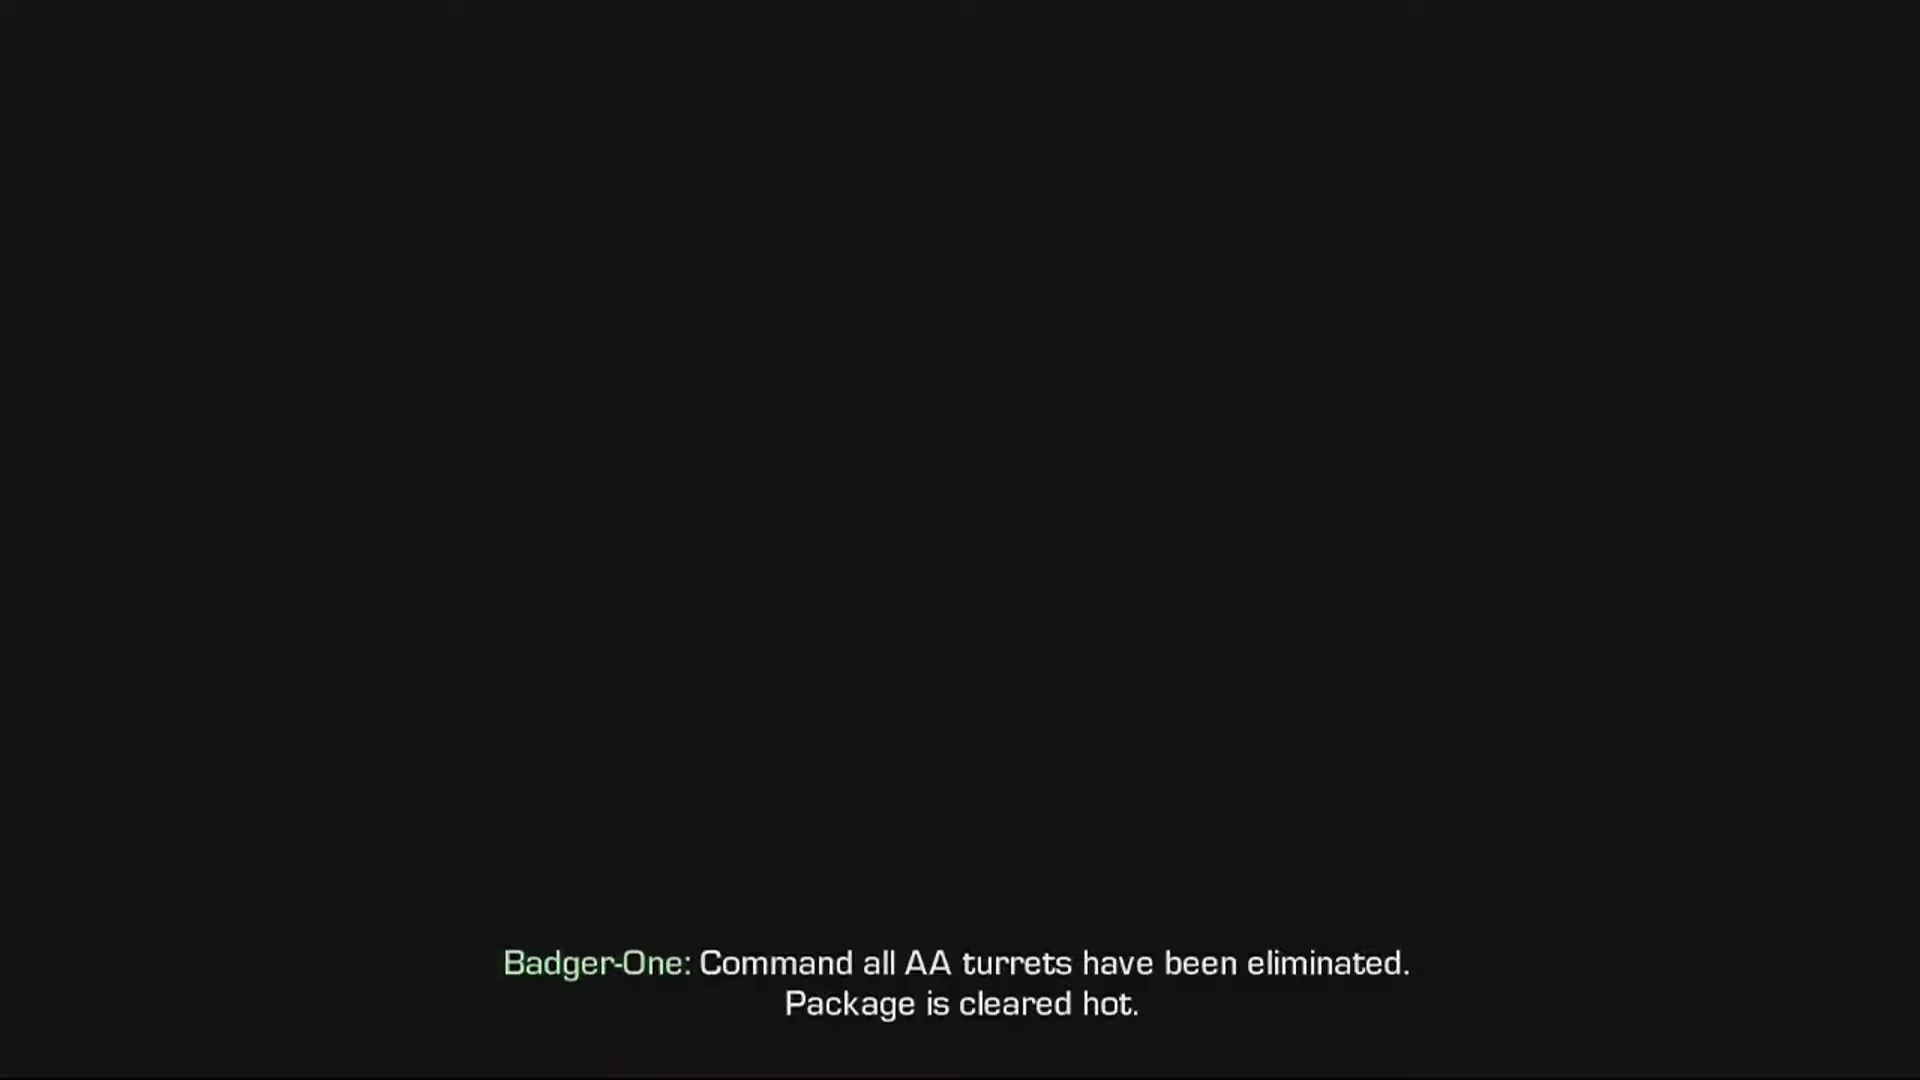 Badger-One: Command all AA turrets have been eliminated.
Package is cleared hot.